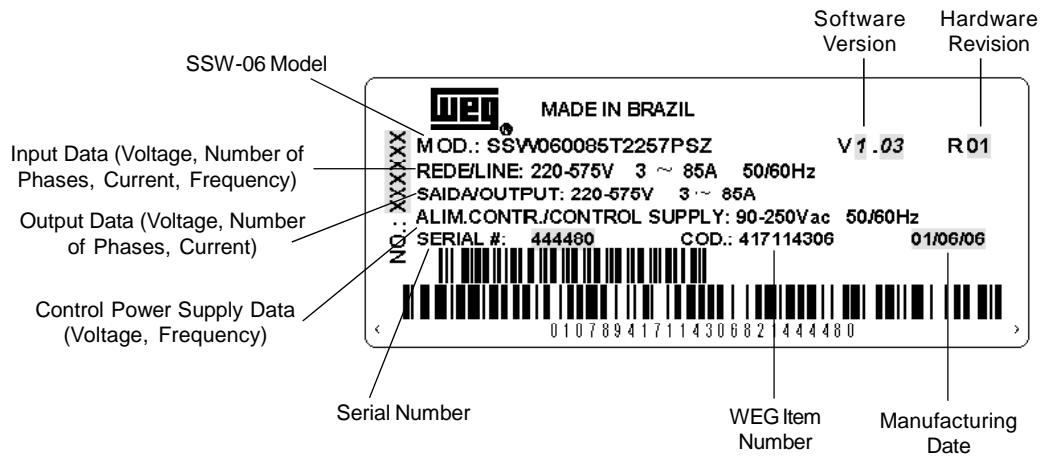 Software Version
Hardware Revision
SSW-06 Model
weg ®
MADE IN BRAZIL
MOD.: SSW060085T2257PSZ V1.03 R01
Input Data (Voltage, Number of
Phases, Current, Frequency)
REDE/LINE: 220-575V 3 ~ 85A 50/60Hz
SAIDA/OUTPUT: 220-575V 3 ~ 85A
Output Data (Voltage, Number
of Phases, Current)
ALIM.CONTR./CONTROL SUPPLY: 90-250Vac 50/60Hz
SERIAL #: 444480 COD.: 417114306 01/06/06
NO.: XXXXXX
Control Power Supply Data
(Voltage, Frequency)
< 010789417114306821444480 >
Serial Number
WEG Item
Number
Manufacturing
Date